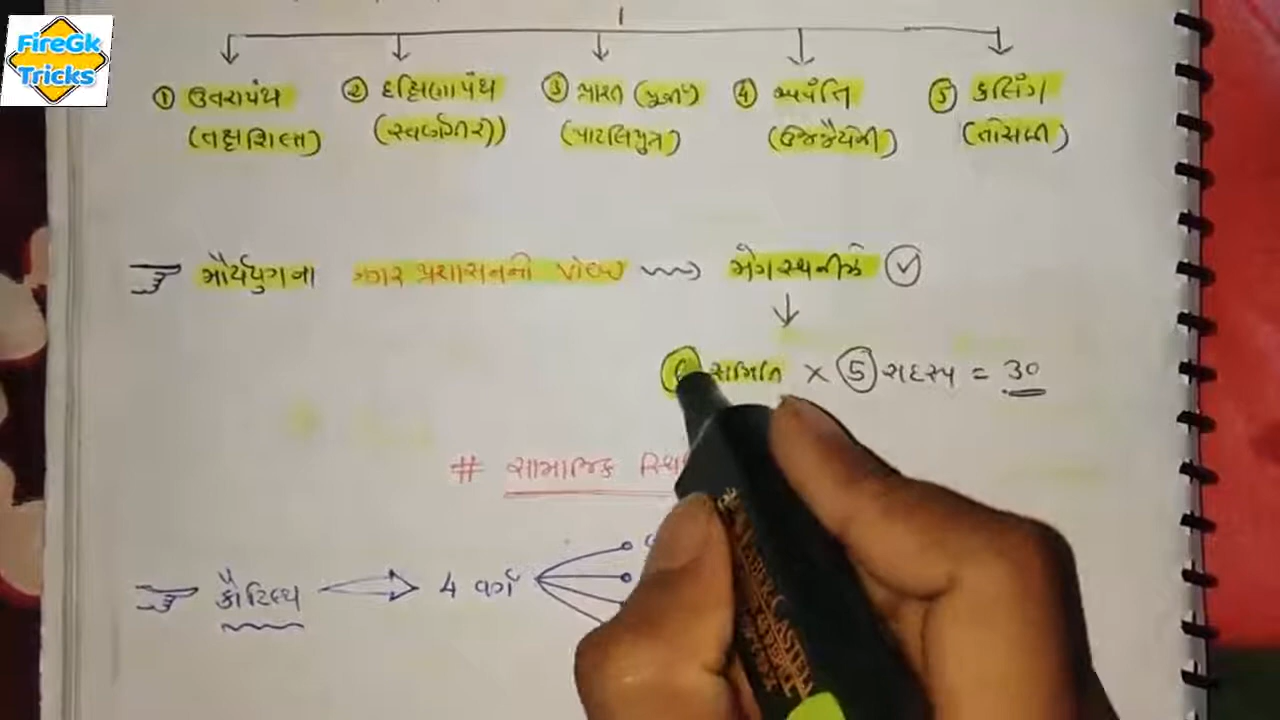 FireGk
Tricks
① ઉત્તરાપંથ ② દક્ષિણાપંથ ③ ભારત (પૂર્વ) ④ અવંતિ ⑤ કલિંગ
(તક્ષશિલા) (સ્વર્ણગીરી) (પાટલિપુત્ર) (ઉજ્જૈયની) (તોસલી)
મૌર્યયુગના નગર પ્રશાસનની મેગસ્થનીઝે
સમિતિ × 5 સદસ્ય = 30
# સામાજિક
કૌટિલ્ય 4 વર્ગ